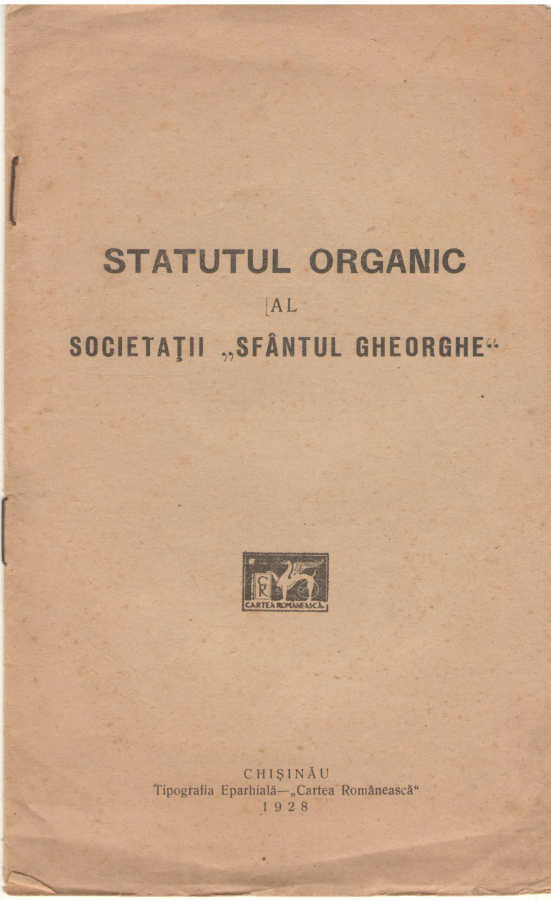 STATUTUL ORGANIC
AL
SOCIETAŢII „SFÂNTUL GHEORGHE“
C
R
CARTEA ROMÂNEASCĂ
CHIŞINĂU
Tipografia Eparhială—„Cartea Românească“
1928